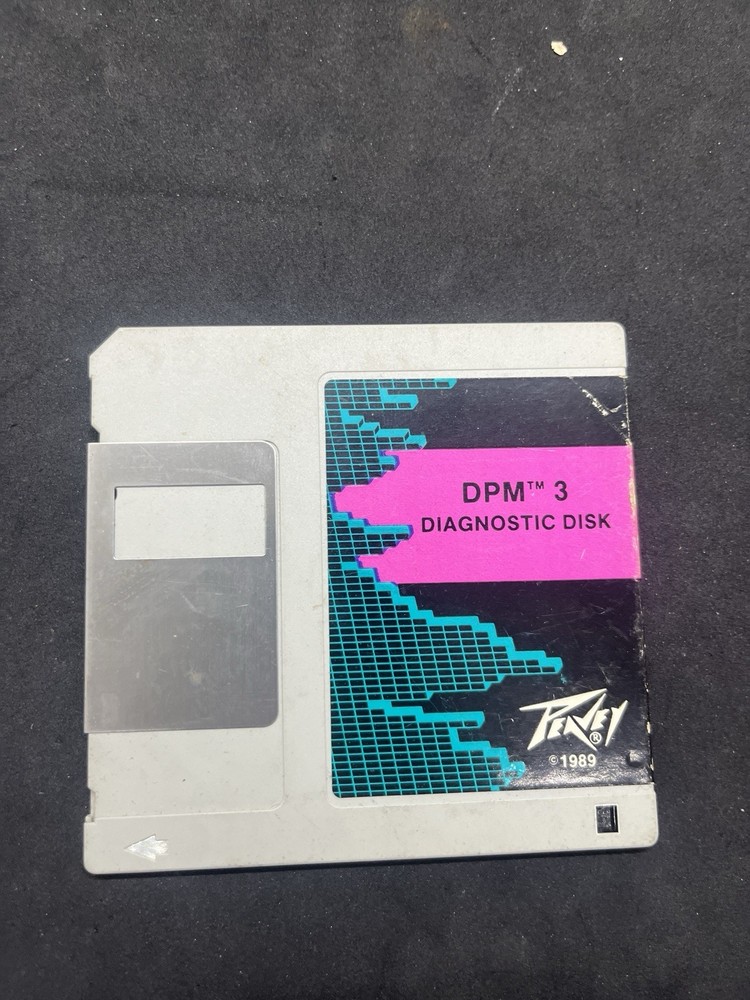 DPM™ 3
DIAGNOSTIC DISK
PEAVEY®
©1989